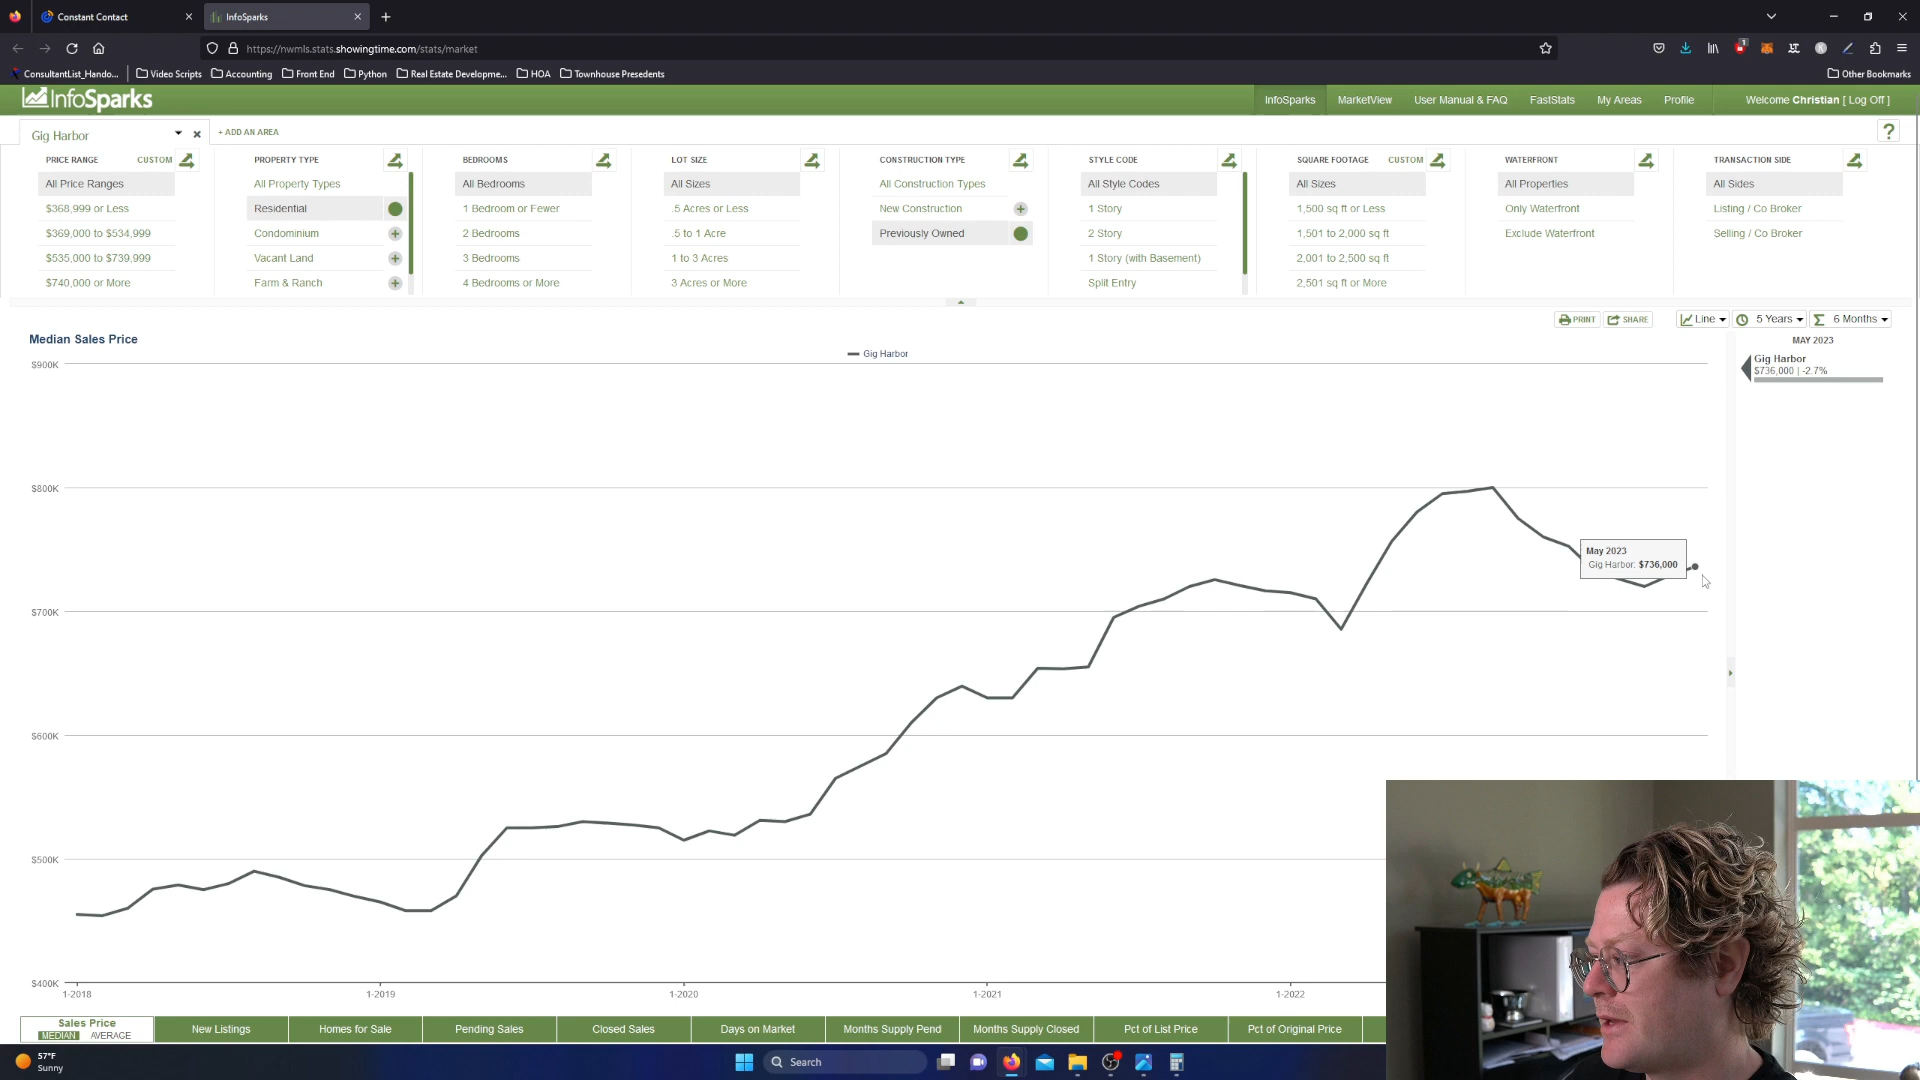 Constant Contact
InfoSparks
https://nwmls.stats.showingtime.com/stats/market
1
ConsultantList_Hando...
Video Scripts
Accounting
Front End
Python
Real Estate Developme...
HOA
Townhouse Presedents
Other Bookmarks
InfoSparks
InfoSparks
MarketView
User Manual & FAQ
FastStats
My Areas
Profile
Welcome Christian [ Log Off ]
Gig Harbor
+ ADD AN AREA
?
PRICE RANGE CUSTOM
All Price Ranges
$368,999 or Less
$369,000 to $534,999
$535,000 to $739,999
$740,000 or More
PROPERTY TYPE
All Property Types
Residential
Condominium
Vacant Land
Farm & Ranch
BEDROOMS
All Bedrooms
1 Bedroom or Fewer
2 Bedrooms
3 Bedrooms
4 Bedrooms or More
LOT SIZE
All Sizes
.5 Acres or Less
.5 to 1 Acre
1 to 3 Acres
3 Acres or More
CONSTRUCTION TYPE
All Construction Types
New Construction
Previously Owned
STYLE CODE
All Style Codes
1 Story
2 Story
1 Story (with Basement)
Split Entry
SQUARE FOOTAGE CUSTOM
All Sizes
1,500 sq ft or Less
1,501 to 2,000 sq ft
2,001 to 2,500 sq ft
2,501 sq ft or More
WATERFRONT
All Properties
Only Waterfront
Exclude Waterfront
TRANSACTION SIDE
All Sides
Listing / Co Broker
Selling / Co Broker
PRINT
SHARE
Line
5 Years
6 Months
Median Sales Price
Gig Harbor
MAY 2023
Gig Harbor
$736,000 | -2.7%
$900K
$800K
$700K
$600K
$500K
$400K
May 2023
Gig Harbor: $736,000
1-2018
1-2019
1-2020
1-2021
1-2022
Sales Price
MEDIAN AVERAGE
New Listings
Homes for Sale
Pending Sales
Closed Sales
Days on Market
Months Supply Pend
Months Supply Closed
Pct of List Price
Pct of Original Price
57°F
Sunny
Search